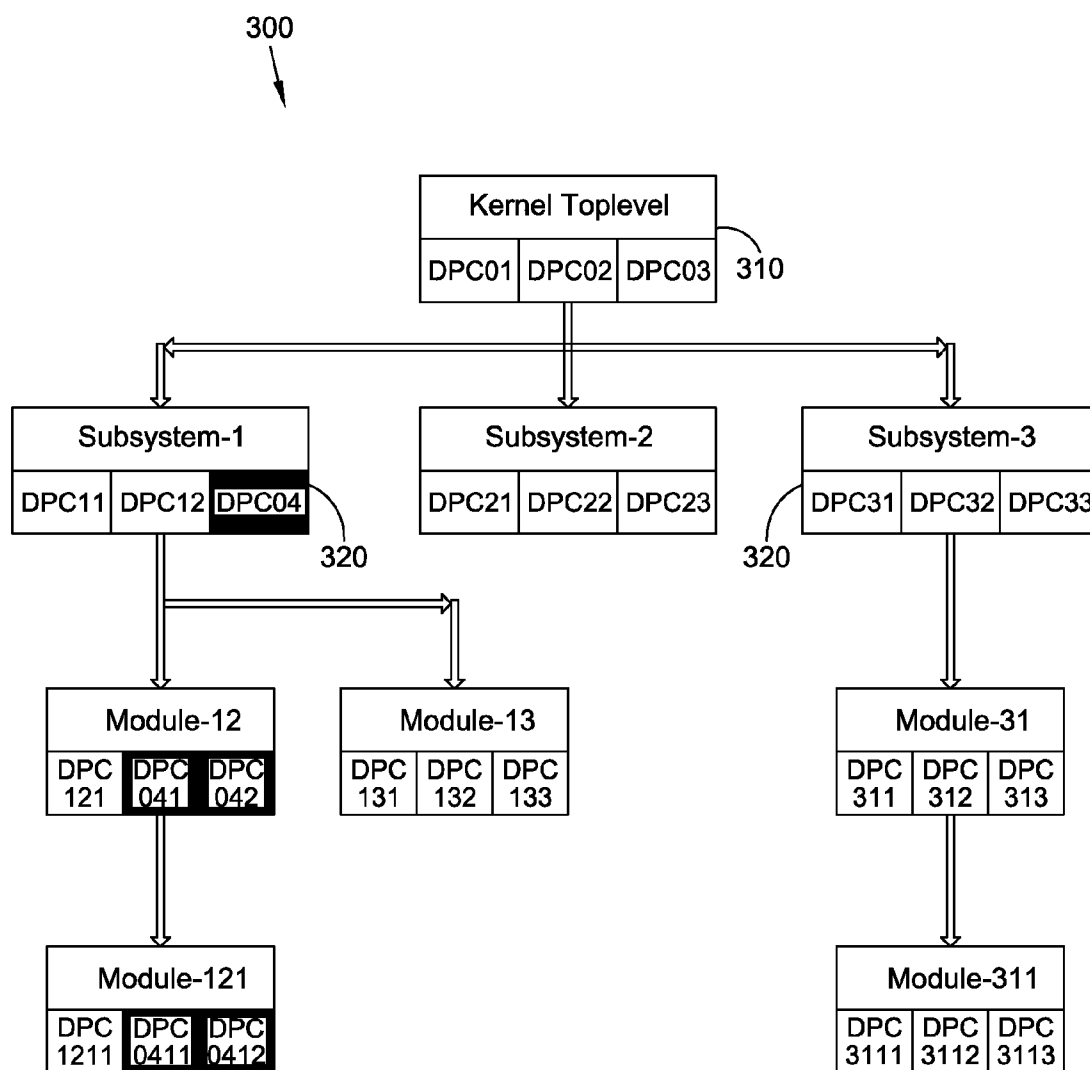 300
Kernel Toplevel
DPC01 DPC02 DPC03
310
Subsystem-1
DPC11 DPC12 DPC04
320
Subsystem-2
DPC21 DPC22 DPC23
Subsystem-3
DPC31 DPC32 DPC33
320
Module-12
DPC 121
DPC 041
DPC 042
Module-13
DPC 131
DPC 132
DPC 133
Module-31
DPC 311
DPC 312
DPC 313
Module-121
DPC 1211
DPC 0411
DPC 0412
Module-311
DPC 3111
DPC 3112
DPC 3113